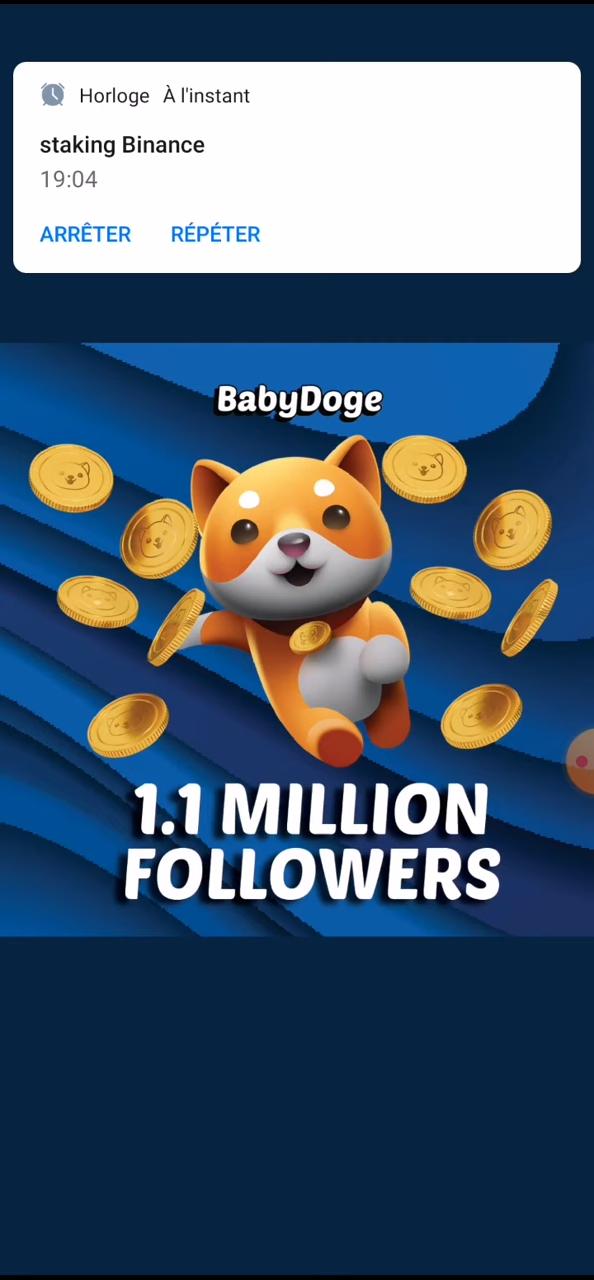 Horloge À l'instant
staking Binance
19:04
ARRÊTER RÉPÉTER
BabyDoge
1.1 MILLION
FOLLOWERS